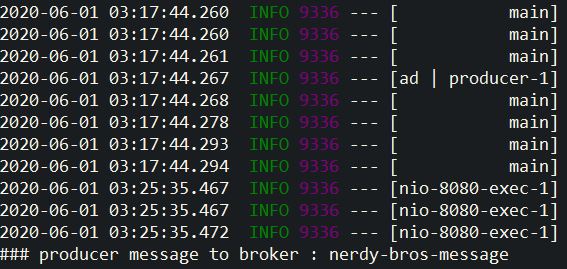 2020-06-01 03:17:44.260  INFO 9336 --- [           main]
2020-06-01 03:17:44.260  INFO 9336 --- [           main]
2020-06-01 03:17:44.261  INFO 9336 --- [           main]
2020-06-01 03:17:44.267  INFO 9336 --- [ad | producer-1]
2020-06-01 03:17:44.268  INFO 9336 --- [           main]
2020-06-01 03:17:44.278  INFO 9336 --- [           main]
2020-06-01 03:17:44.293  INFO 9336 --- [           main]
2020-06-01 03:17:44.294  INFO 9336 --- [           main]
2020-06-01 03:25:35.467  INFO 9336 --- [nio-8080-exec-1]
2020-06-01 03:25:35.467  INFO 9336 --- [nio-8080-exec-1]
2020-06-01 03:25:35.472  INFO 9336 --- [nio-8080-exec-1]
### producer message to broker : nerdy-bros-message